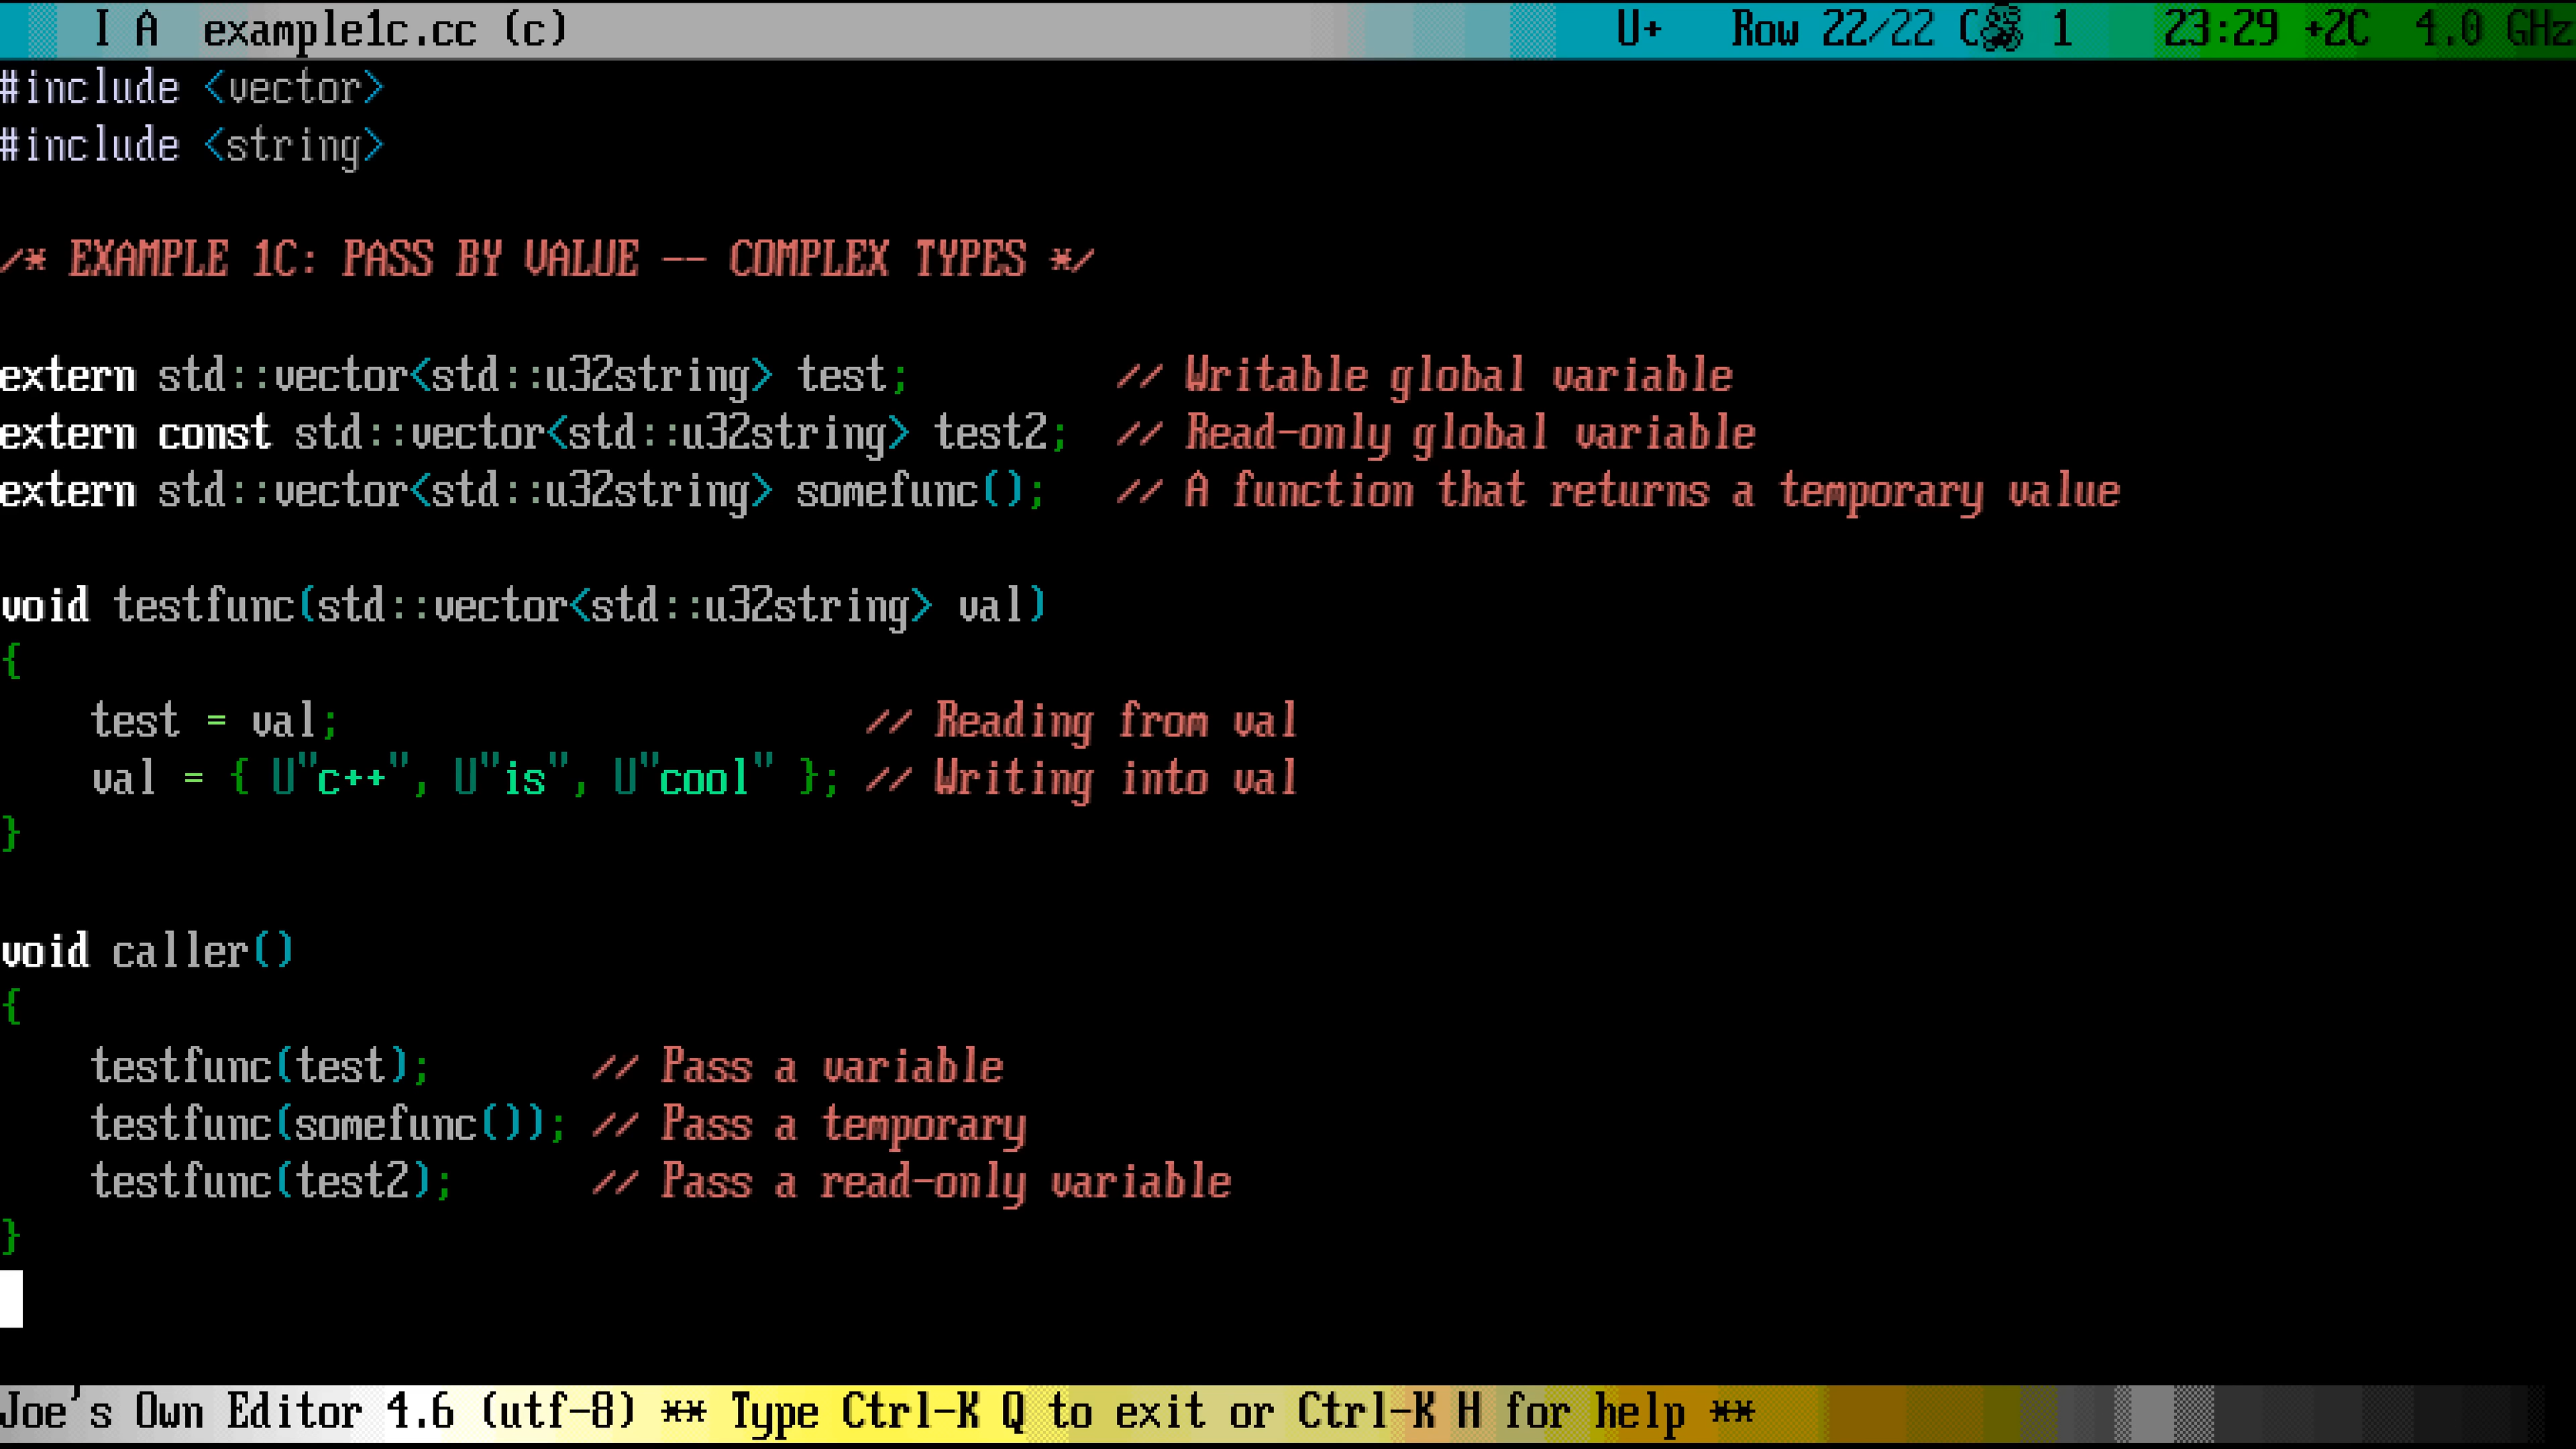 I A  example1c.cc (c)    U+   Row 22/22 C 1    23:29 +2C  4.0 GHz
#include <vector>
#include <string>

/* EXAMPLE 1C: PASS BY VALUE -- COMPLEX TYPES */

extern std::vector<std::u32string> test;         // Writable global variable
extern const std::vector<std::u32string> test2;  // Read-only global variable
extern std::vector<std::u32string> somefunc();   // A function that returns a temporary value

void testfunc(std::vector<std::u32string> val)
{
    test = val;                       // Reading from val
    val = { U"c++", U"is", U"cool" }; // Writing into val
}

void caller()
{
    testfunc(test);       // Pass a variable
    testfunc(somefunc()); // Pass a temporary
    testfunc(test2);      // Pass a read-only variable
}

Joe's Own Editor 4.6 (utf-8) ** Type Ctrl-K Q to exit or Ctrl-K H for help **